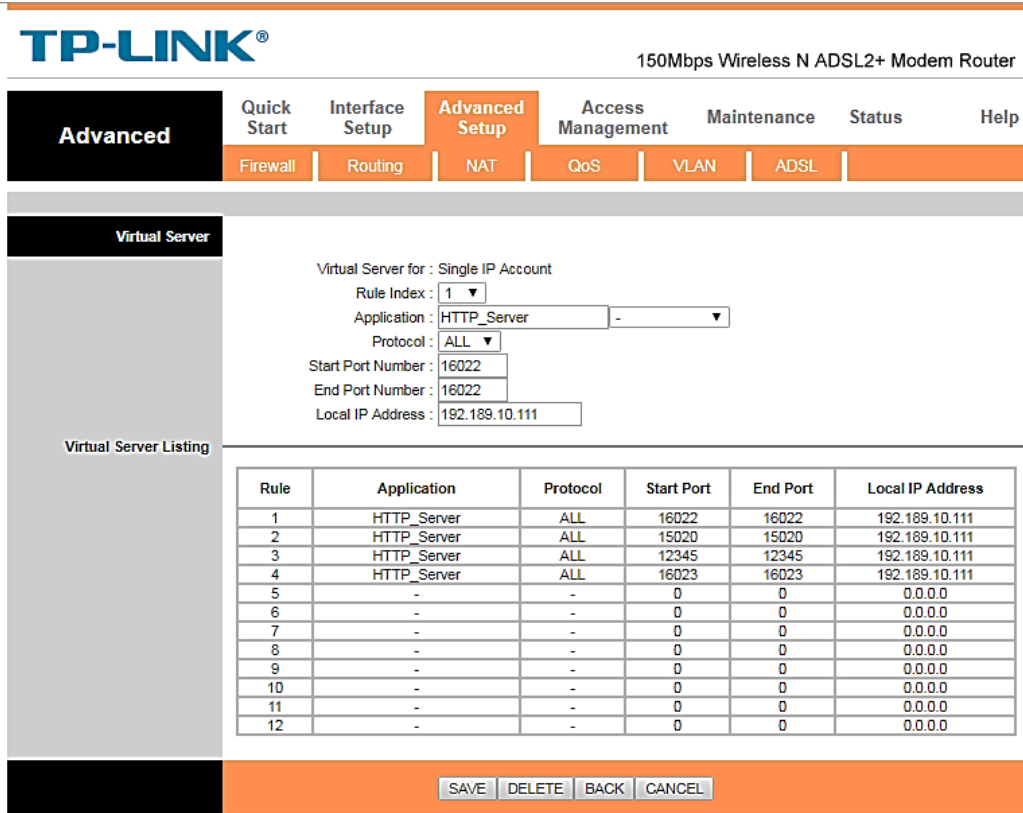 TP-LINK®
150Mbps Wireless N ADSL2+ Modem Router
Advanced
Quick Start Interface Setup Advanced Setup Access Management Maintenance Status Help
Firewall Routing NAT QoS VLAN ADSL
Virtual Server
Virtual Server for : Single IP Account
Rule Index : 1
Application : HTTP_Server -
Protocol : ALL
Start Port Number : 16022
End Port Number : 16022
Local IP Address : 192.189.10.111
Virtual Server Listing
Rule Application Protocol Start Port End Port Local IP Address
1 HTTP_Server ALL 16022 16022 192.189.10.111
2 HTTP_Server ALL 15020 15020 192.189.10.111
3 HTTP_Server ALL 12345 12345 192.189.10.111
4 HTTP_Server ALL 16023 16023 192.189.10.111
5 - - 0 0 0.0.0.0
6 - - 0 0 0.0.0.0
7 - - 0 0 0.0.0.0
8 - - 0 0 0.0.0.0
9 - - 0 0 0.0.0.0
10 - - 0 0 0.0.0.0
11 - - 0 0 0.0.0.0
12 - - 0 0 0.0.0.0
SAVE DELETE BACK CANCEL